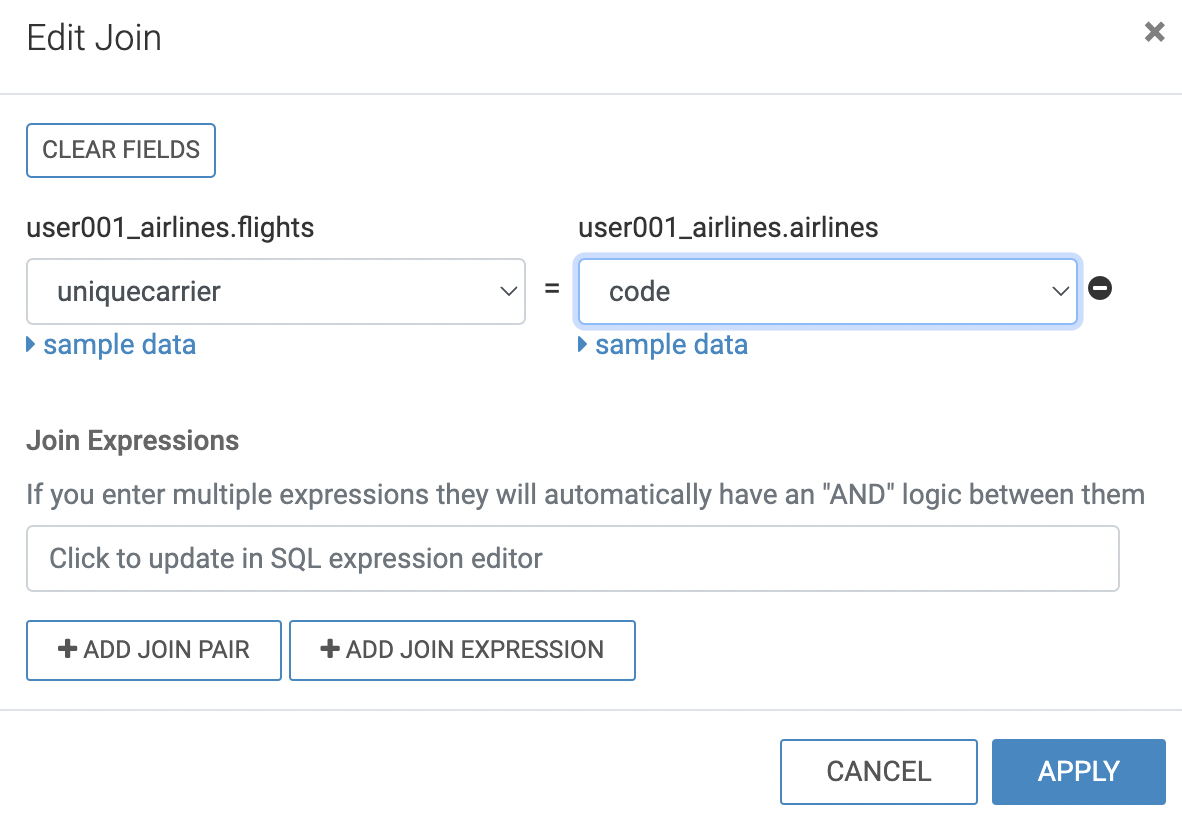 Edit Join
CLEAR FIELDS
user001_airlines.flights
user001_airlines.airlines
uniquecarrier
=
code
sample data
sample data
Join Expressions
If you enter multiple expressions they will automatically have an "AND" logic between them
Click to update in SQL expression editor
ADD JOIN PAIR
ADD JOIN EXPRESSION
CANCEL
APPLY